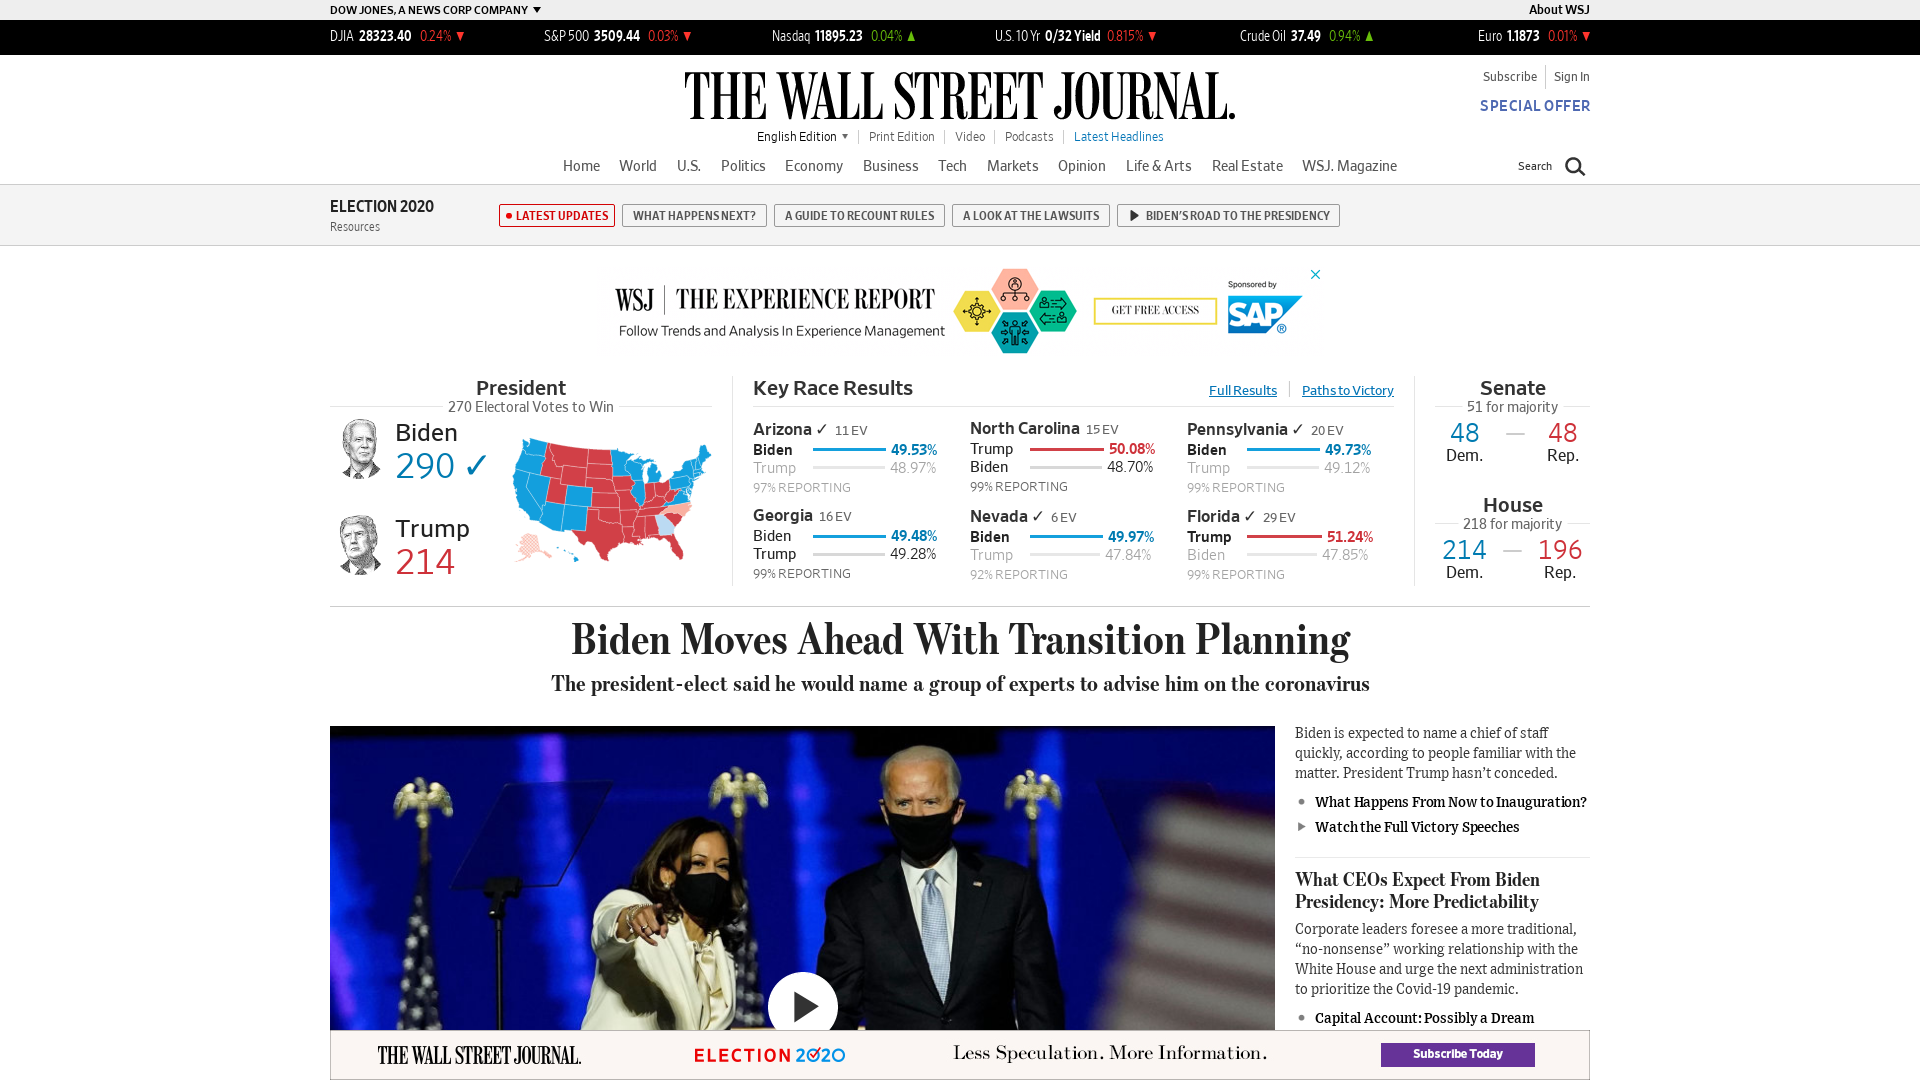 DOW JONES, A NEWS CORP COMPANY
About WSJ
DJIA 28323.40 0.24%
S&P 500 3509.44 0.03%
Nasdaq 11895.23 0.04%
U.S. 10 Yr 0/32 Yield 0.815%
Crude Oil 37.49 0.94%
Euro 1.1873 0.01%
THE WALL STREET JOURNAL.
Subscribe
Sign In
SPECIAL OFFER
English Edition
Print Edition
Video
Podcasts
Latest Headlines
Home
World
U.S.
Politics
Economy
Business
Tech
Markets
Opinion
Life & Arts
Real Estate
WSJ. Magazine
Search
ELECTION 2020
Resources
LATEST UPDATES
WHAT HAPPENS NEXT?
A GUIDE TO RECOUNT RULES
A LOOK AT THE LAWSUITS
BIDEN'S ROAD TO THE PRESIDENCY
WSJ THE EXPERIENCE REPORT
Follow Trends and Analysis In Experience Management
GET FREE ACCESS
Sponsored by
SAP®
President
270 Electoral Votes to Win
Biden
290 ✓
Trump
214
Key Race Results
Full Results
Paths to Victory
Arizona ✓ 11 EV
Biden 49.53%
Trump 48.97%
97% REPORTING
North Carolina 15 EV
Trump 50.08%
Biden 48.70%
99% REPORTING
Pennsylvania ✓ 20 EV
Biden 49.73%
Trump 49.12%
99% REPORTING
Georgia 16 EV
Biden 49.48%
Trump 49.28%
99% REPORTING
Nevada ✓ 6 EV
Biden 49.97%
Trump 47.84%
92% REPORTING
Florida ✓ 29 EV
Trump 51.24%
Biden 47.85%
99% REPORTING
Senate
51 for majority
48 — 48
Dem. Rep.
House
218 for majority
214 — 196
Dem. Rep.
Biden Moves Ahead With Transition Planning
The president-elect said he would name a group of experts to advise him on the coronavirus
Biden is expected to name a chief of staff
quickly, according to people familiar with the
matter. President Trump hasn't conceded.
What Happens From Now to Inauguration?
Watch the Full Victory Speeches
What CEOs Expect From Biden
Presidency: More Predictability
Corporate leaders foresee a more traditional,
“no-nonsense” working relationship with the
White House and urge the next administration
to prioritize the Covid-19 pandemic.
Capital Account: Possibly a Dream
THE WALL STREET JOURNAL.
ELECTION 2020
Less Speculation. More Information.
Subscribe Today